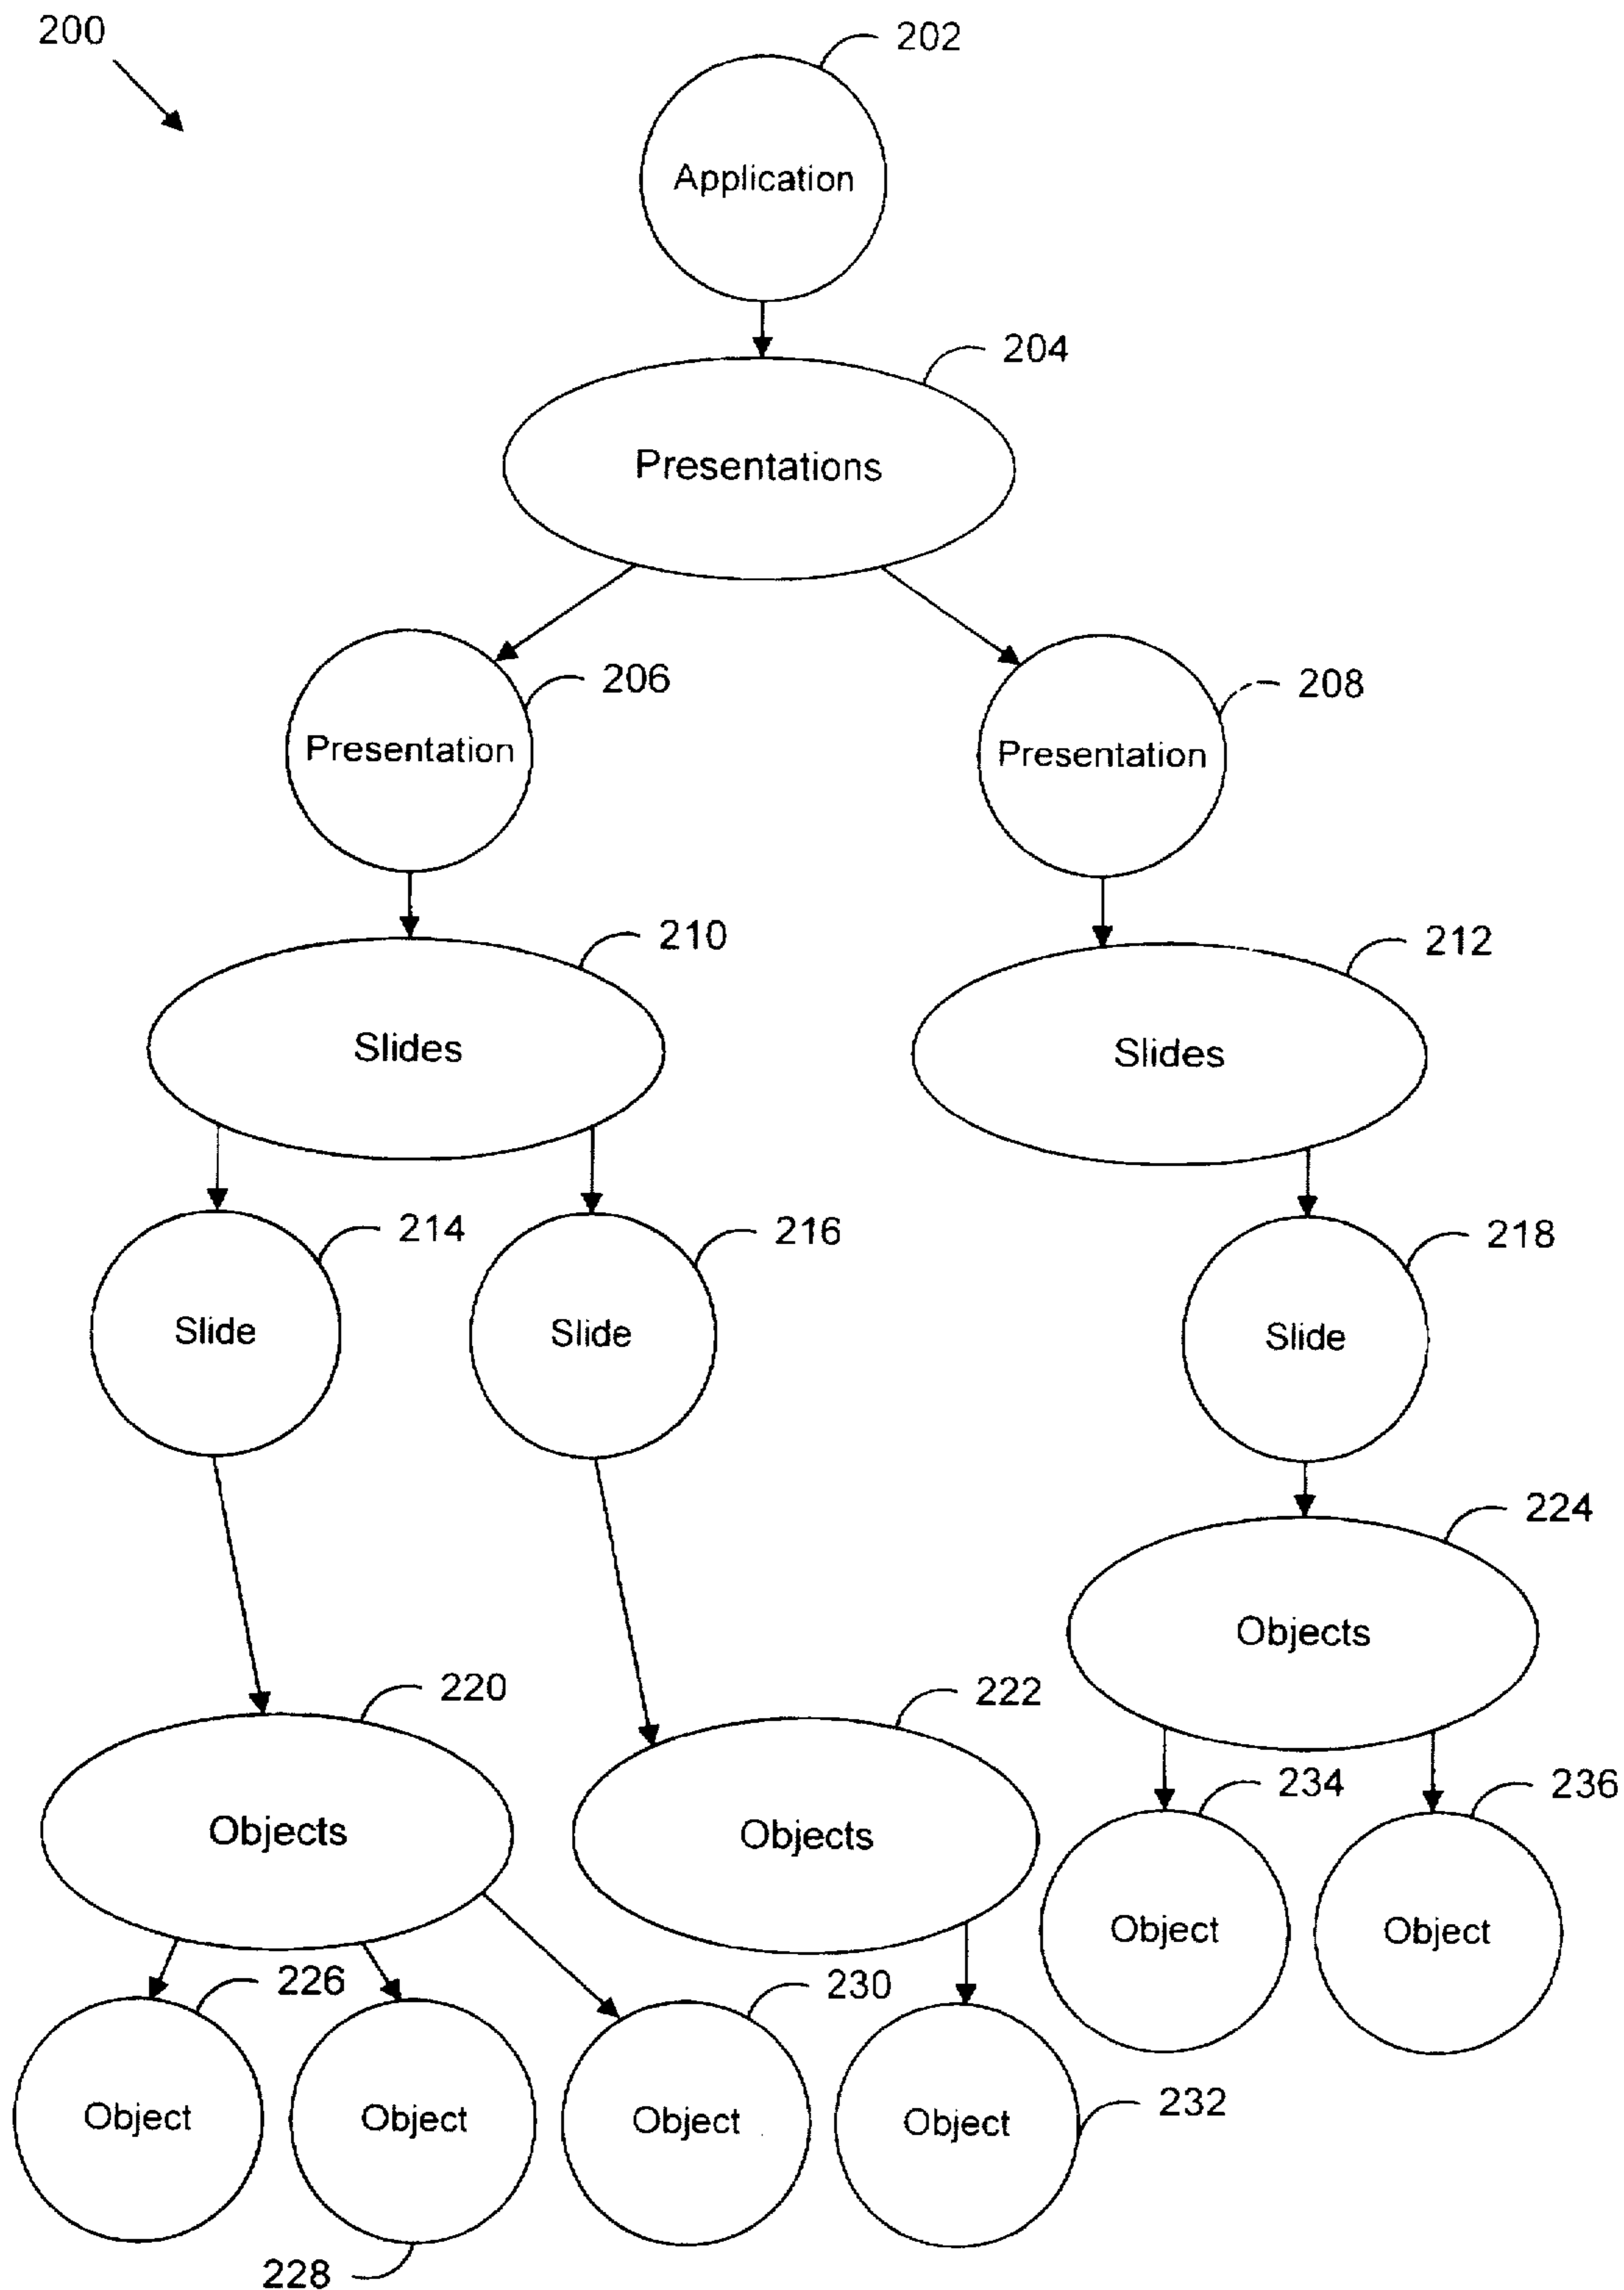 200
202
Application
204
Presentations
206
208
Presentation
Presentation
210
212
Slides
Slides
214
216
218
Slide
Slide
Slide
224
Objects
220
222
Objects
Objects
234
236
Object
Object
226
230
Object
Object
Object
Object
232
228